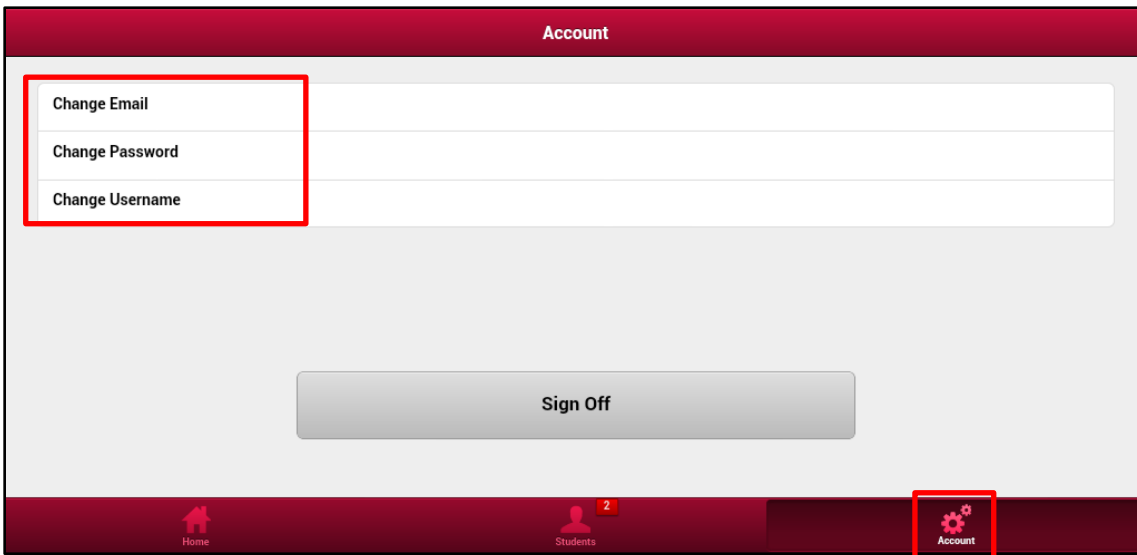 Account
Change Email
Change Password
Change Username
Sign Off
2
Home
Students
Account